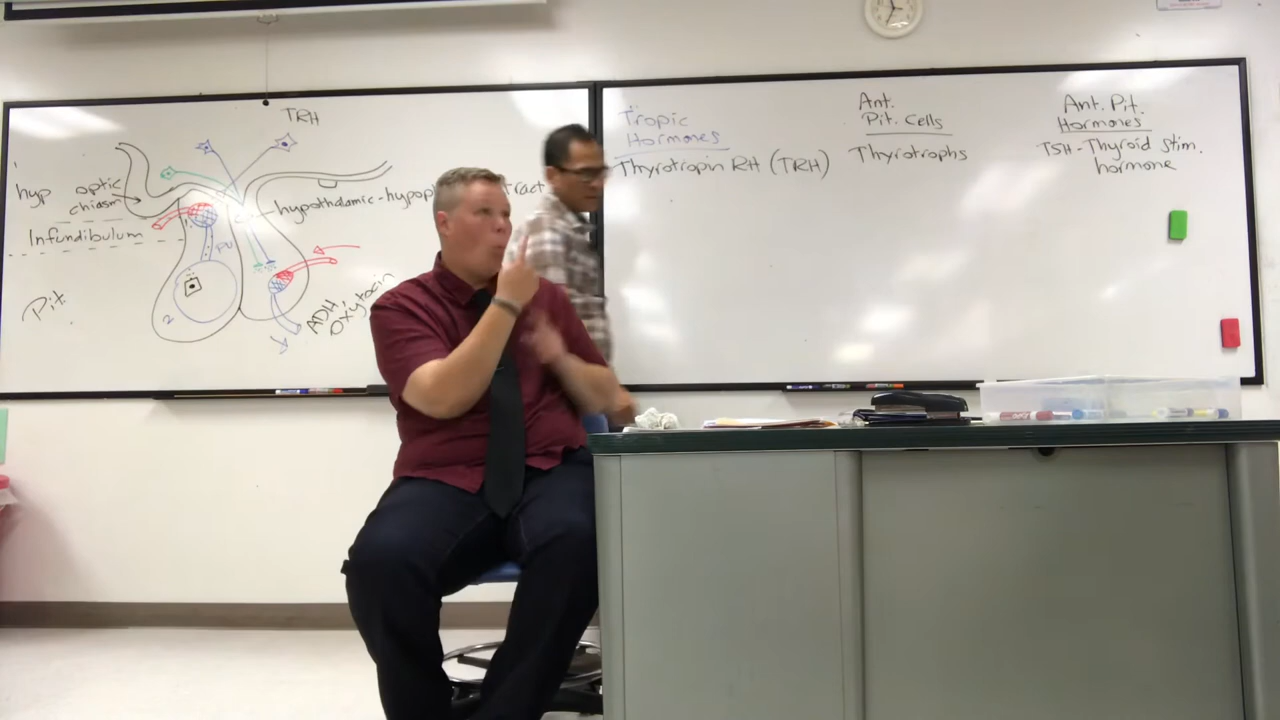 TRH
hyp
optic
chiasm
hypothalamic-hypop
tract
Infundibulum
PV
Pit.
2
ADH,
Oxytocin
Tropic
Hormones
Thyrotropin RH (TRH)
Ant.
Pit. Cells
Thyrotrophs
Ant. Pit.
Hormones
TSH-Thyroid stim.
hormone